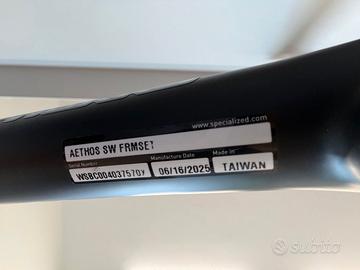 www.specialized.com
AETHOS SW FRMSET
Serial Number Manufacture Date Made in
WSBC004037570Y 06/16/2025 TAIWAN
subito